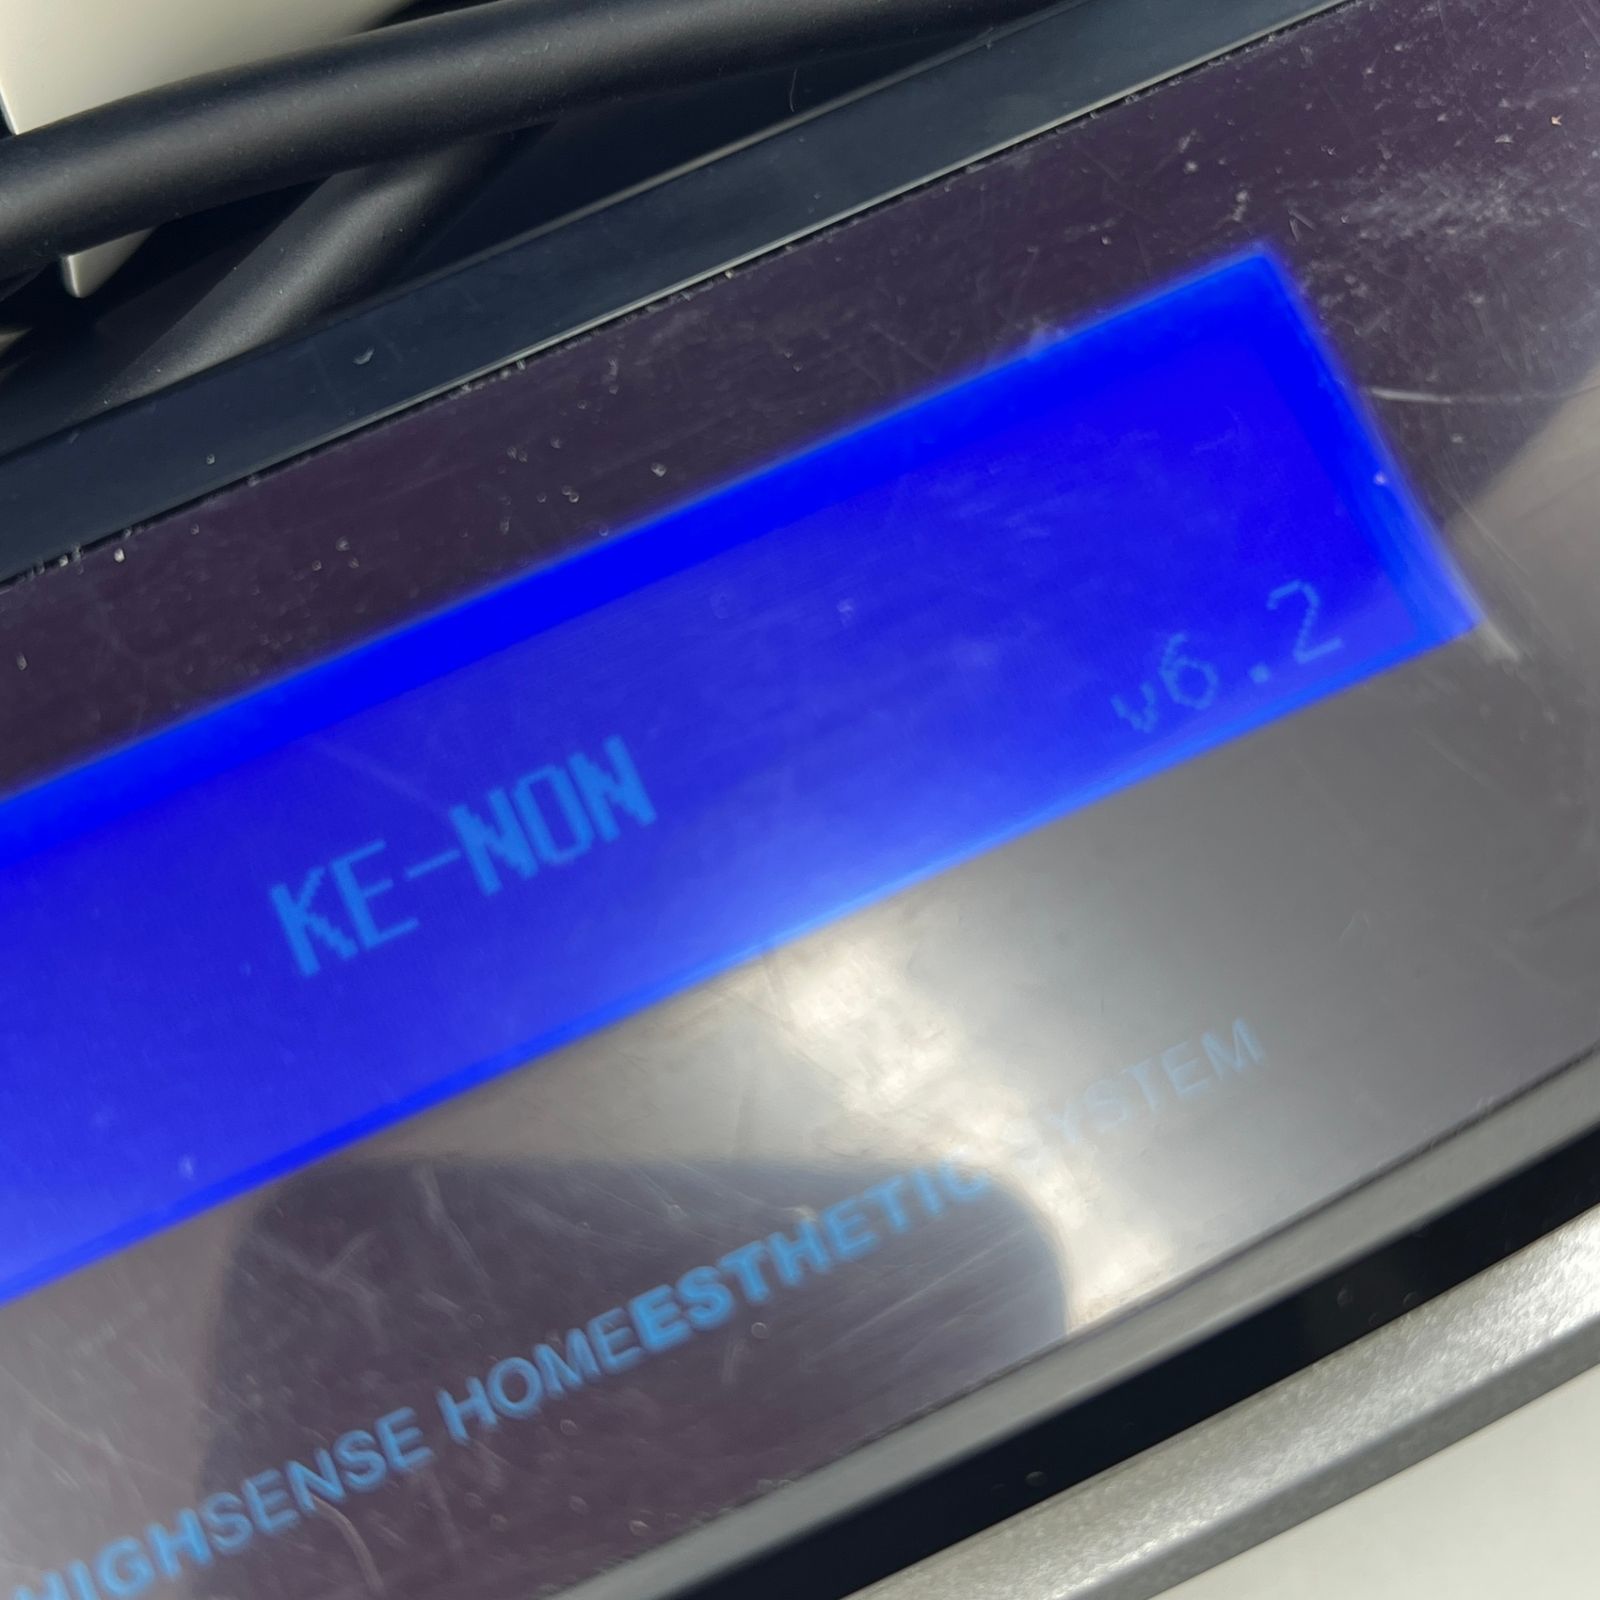 KE-NON
v6.2
HIGHSENSE HOMEESTHETIC SYSTEM